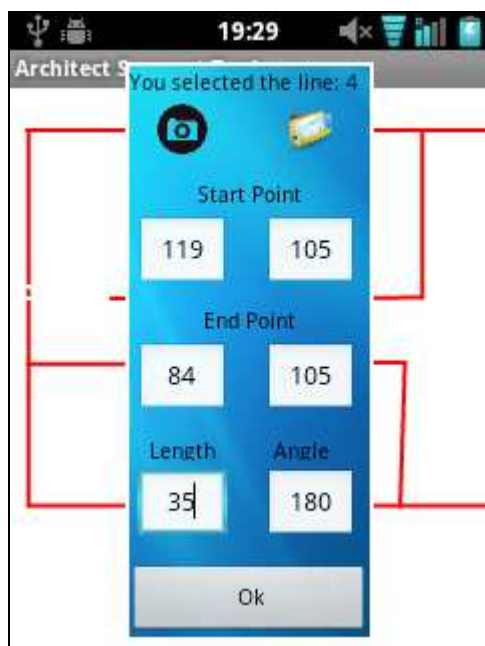 19:29
Architect S
You selected the line: 4
Start Point
119 105
End Point
84 105
Length Angle
35 180
Ok